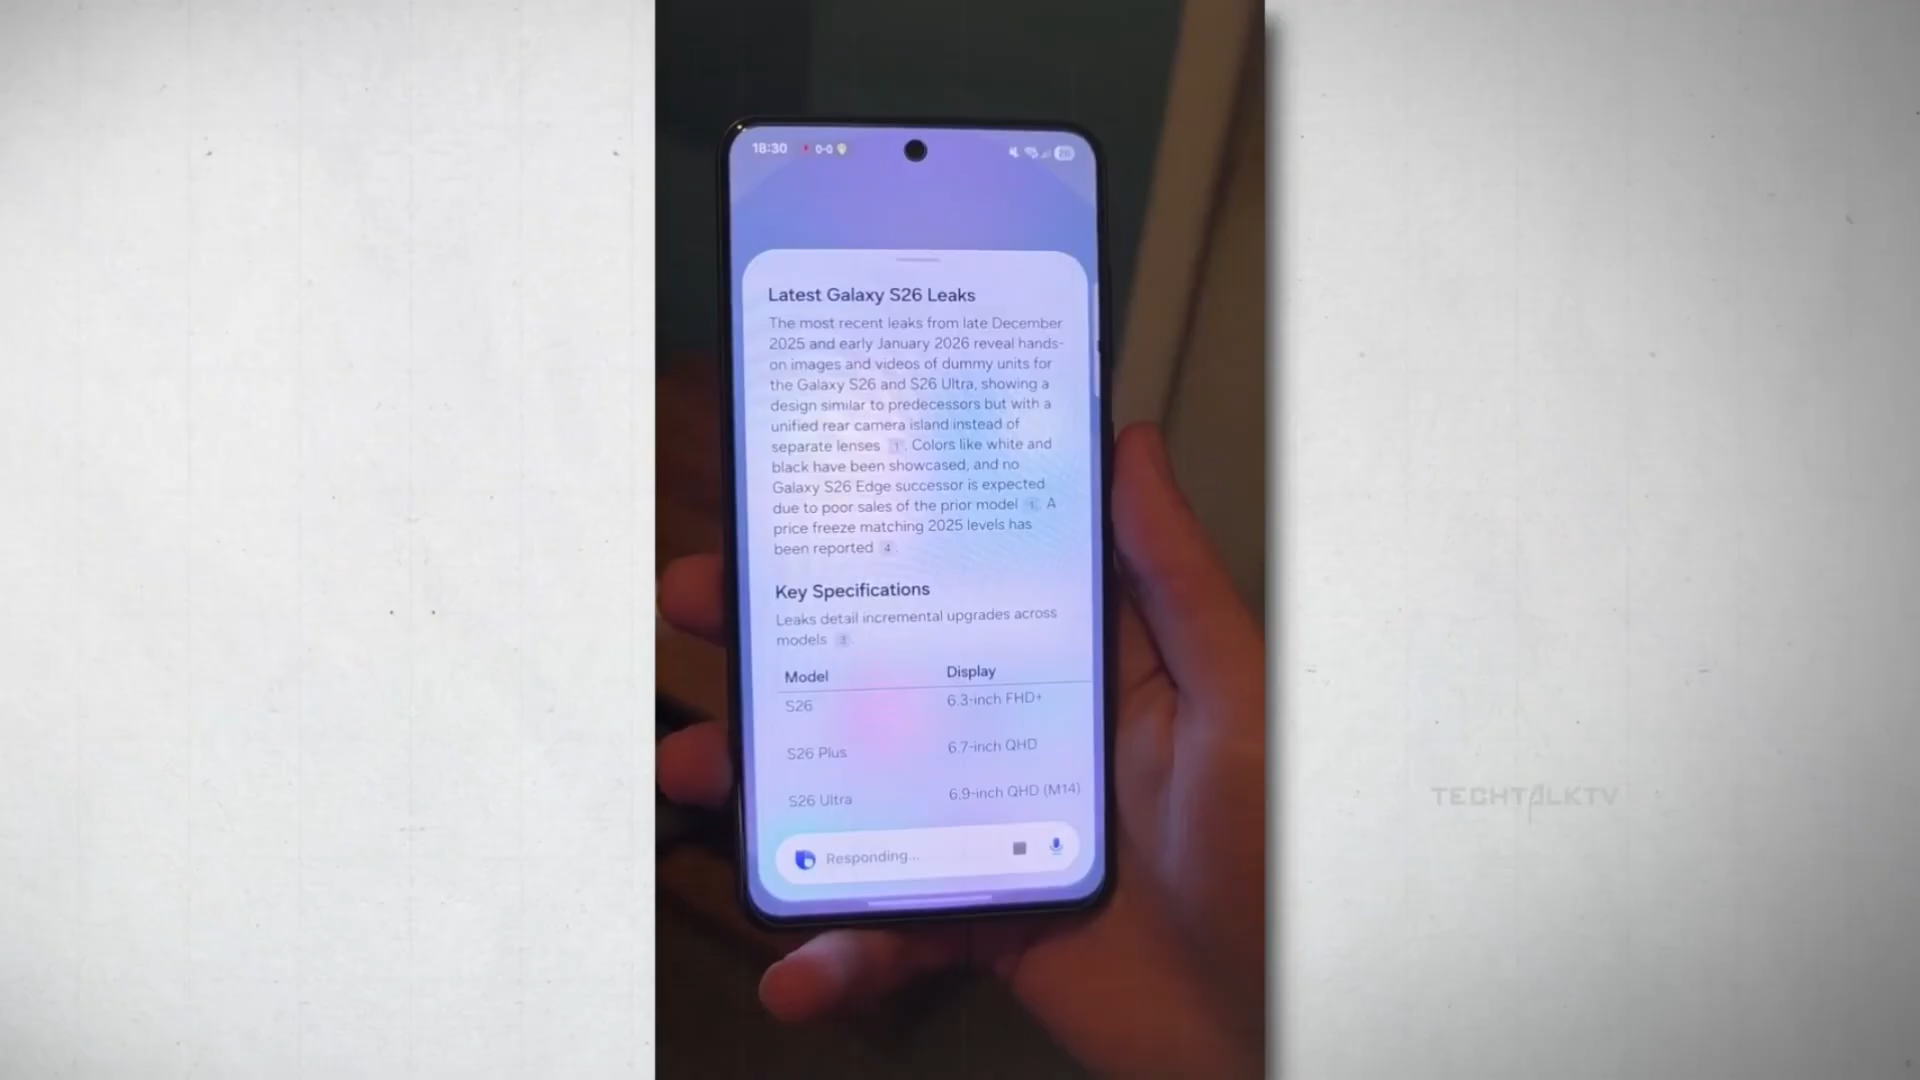 18:30
0-0
Latest Galaxy S26 Leaks
The most recent leaks from late December
2025 and early January 2026 reveal hands-
on images and videos of dummy units for
the Galaxy S26 and S26 Ultra, showing a
design similar to predecessors but with a
unified rear camera island instead of
separate lenses 1 . Colors like white and
black have been showcased, and no
Galaxy S26 Edge successor is expected
due to poor sales of the prior model 1 . A
price freeze matching 2025 levels has
been reported 4 .
Key Specifications
Leaks detail incremental upgrades across
models 3 .
Model Display
S26 6.3-inch FHD+
S26 Plus 6.7-inch QHD
S26 Ultra 6.9-inch QHD (M14)
Responding...
TECHTALKTV